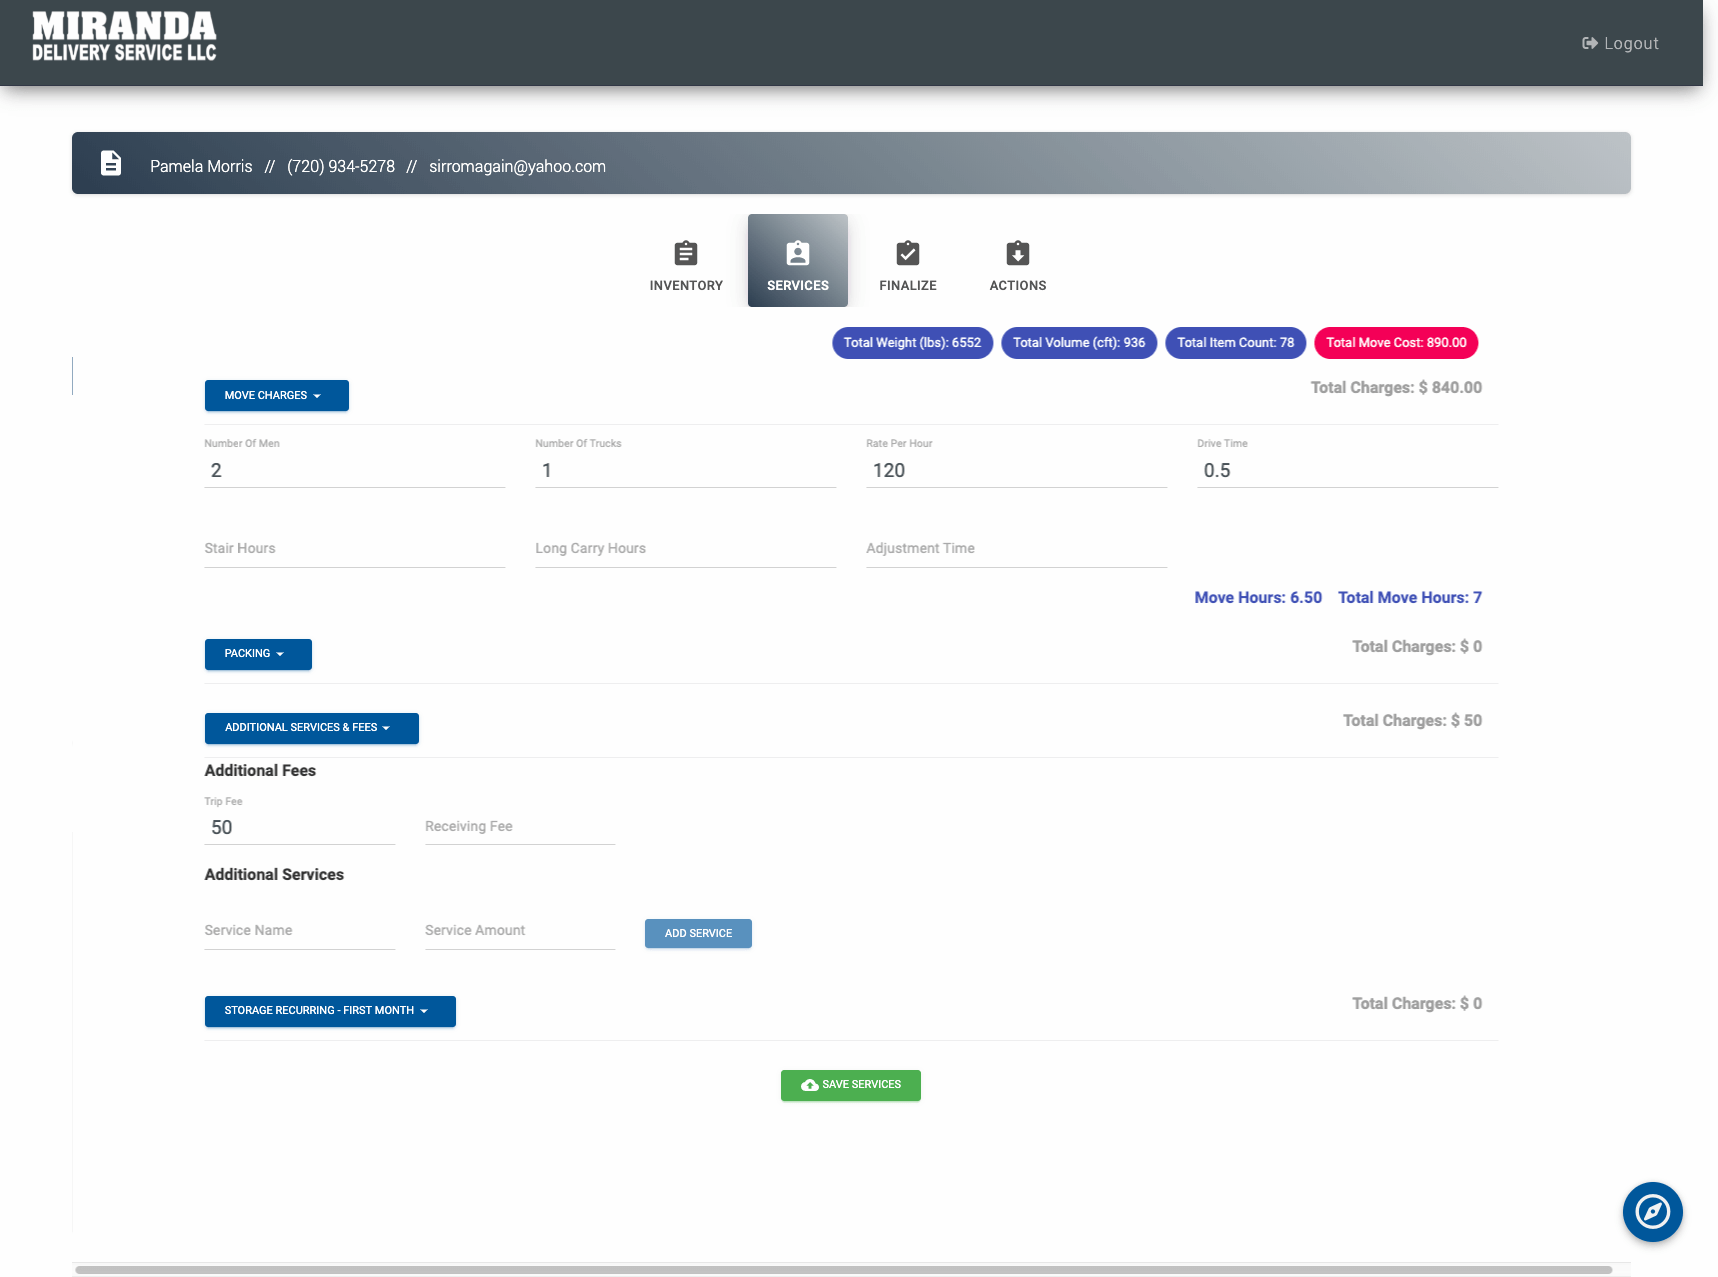 MIRANDA
DELIVERY SERVICE LLC
Logout
Pamela Morris // (720) 934-5278 // sirromagain@yahoo.com
INVENTORY SERVICES FINALIZE ACTIONS
Total Weight (lbs): 6552 Total Volume (cft): 936 Total Item Count: 78 Total Move Cost: 890.00
MOVE CHARGES Total Charges: $ 840.00
Number Of Men Number Of Trucks Rate Per Hour Drive Time
2 1 120 0.5
Stair Hours Long Carry Hours Adjustment Time
Move Hours: 6.50 Total Move Hours: 7
PACKING Total Charges: $ 0
ADDITIONAL SERVICES & FEES Total Charges: $ 50
Additional Fees
Trip Fee
50 Receiving Fee
Additional Services
Service Name Service Amount ADD SERVICE
STORAGE RECURRING - FIRST MONTH Total Charges: $ 0
SAVE SERVICES